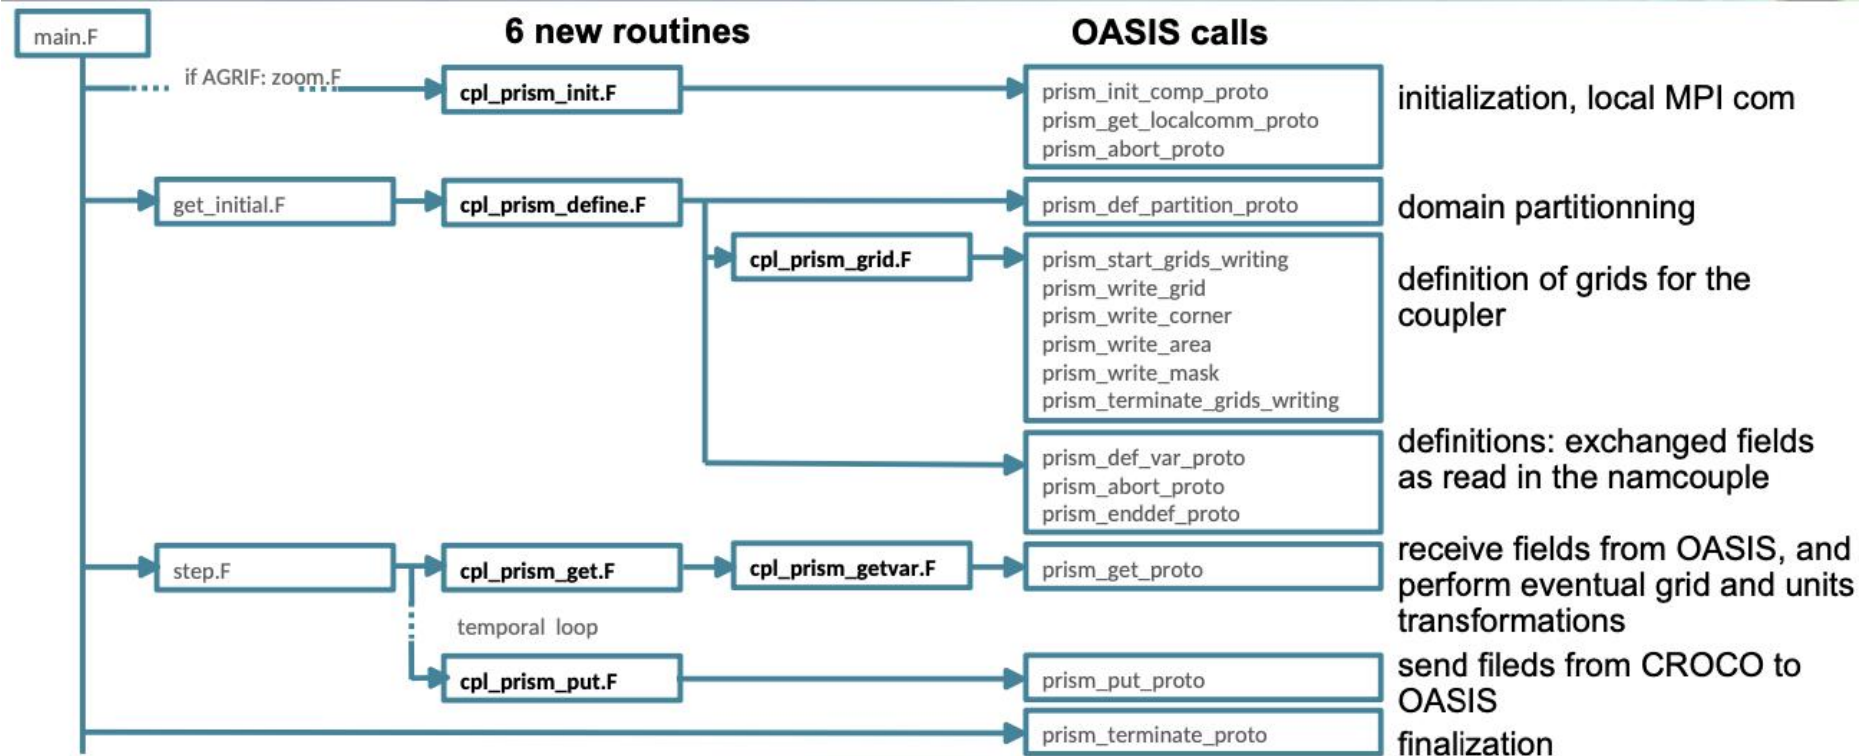 main.F
6 new routines
OASIS calls
if AGRIF: zoom.F
cpl_prism_init.F
prism_init_comp_proto
prism_get_localcomm_proto
prism_abort_proto
initialization, local MPI com
get_initial.F
cpl_prism_define.F
prism_def_partition_proto
domain partitionning
cpl_prism_grid.F
prism_start_grids_writing
prism_write_grid
prism_write_corner
prism_write_area
prism_write_mask
prism_terminate_grids_writing
definition of grids for the
coupler
prism_def_var_proto
prism_abort_proto
prism_enddef_proto
definitions: exchanged fields
as read in the namcouple
step.F
cpl_prism_get.F
cpl_prism_getvar.F
prism_get_proto
receive fields from OASIS, and
perform eventual grid and units
transformations
temporal loop
cpl_prism_put.F
prism_put_proto
send fileds from CROCO to
OASIS
prism_terminate_proto
finalization